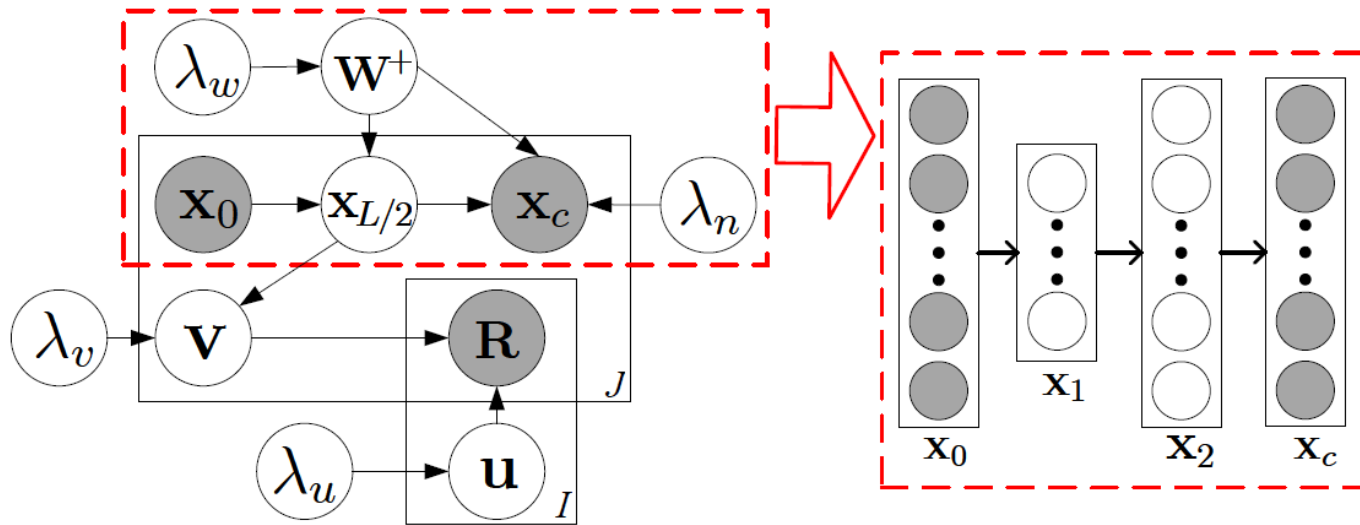 λ_w W⁺
x_0 x_{L/2} x_c λ_n
λ_v v R
J
λ_u u I
x_1
x_0 x_2 x_c